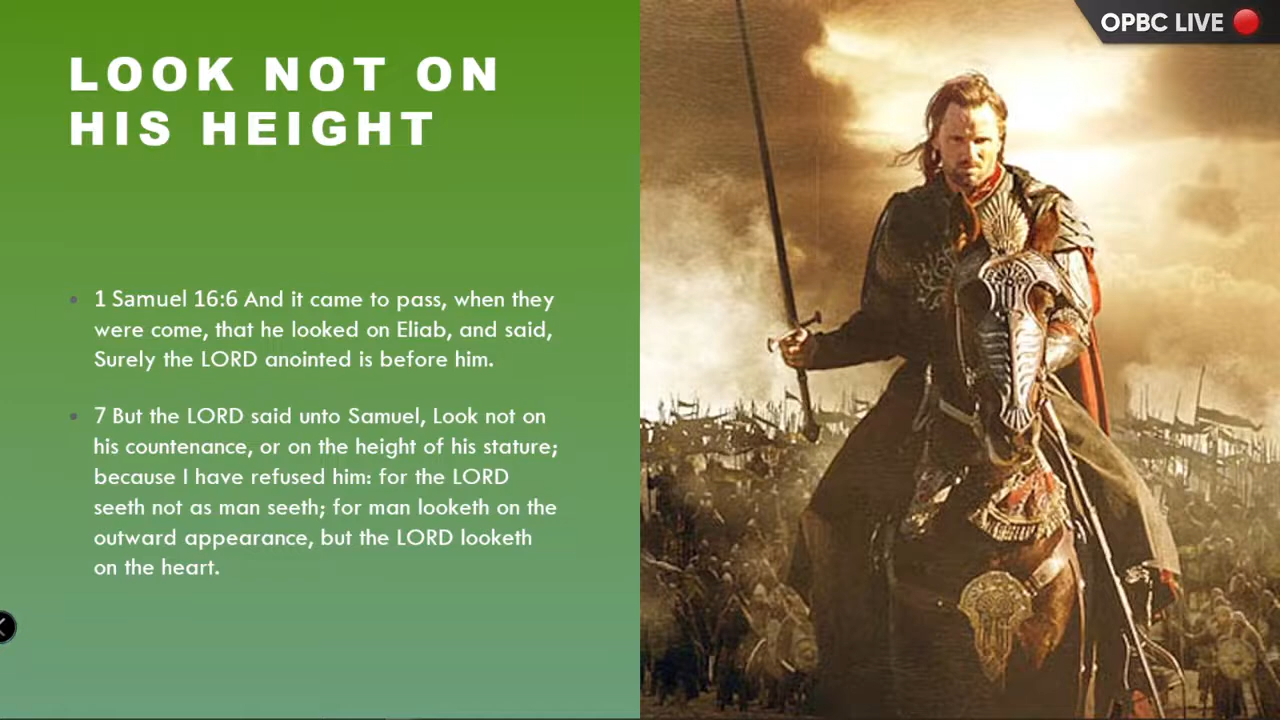 OPBC LIVE
LOOK NOT ON
HIS HEIGHT
• 1 Samuel 16:6 And it came to pass, when they
were come, that he looked on Eliab, and said,
Surely the LORD anointed is before him.
• 7 But the LORD said unto Samuel, Look not on
his countenance, or on the height of his stature;
because I have refused him: for the LORD
seeth not as man seeth; for man looketh on the
outward appearance, but the LORD looketh
on the heart.